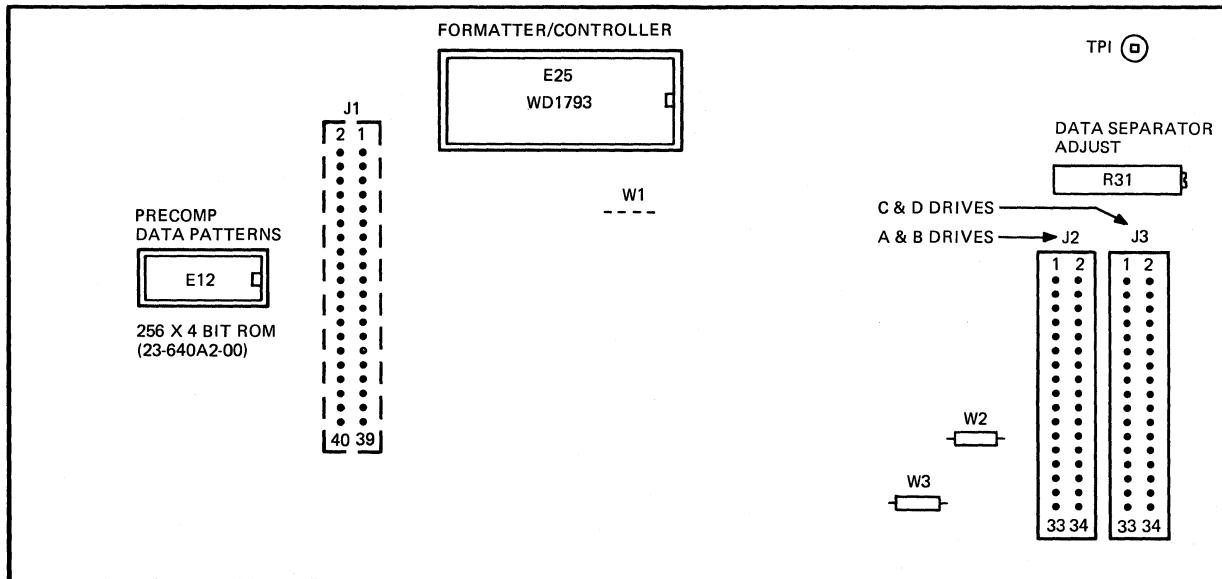 FORMATTER/CONTROLLER
E25
WD1793
TPI
J1
2 1
40 39
DATA SEPARATOR
ADJUST
R31
W1
PRECOMP
DATA PATTERNS
E12
256 X 4 BIT ROM
(23-640A2-00)
C & D DRIVES
A & B DRIVES
J2
J3
1 2
1 2
W2
W3
33 34
33 34